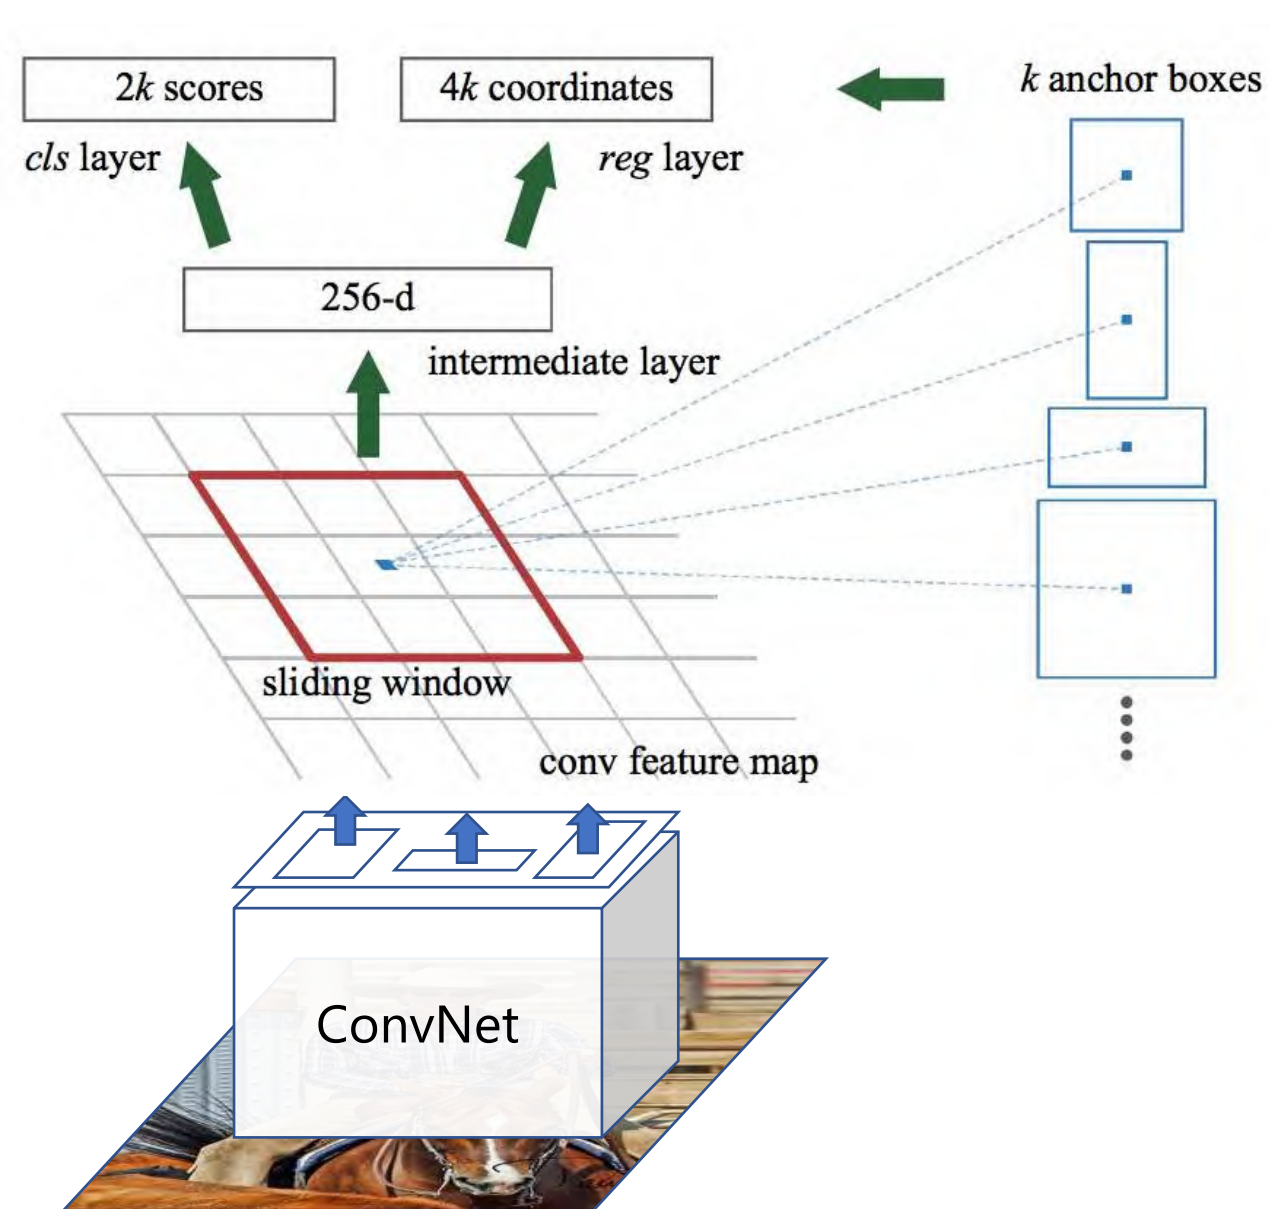 2k scores
4k coordinates
k anchor boxes
cls layer
reg layer
256-d
intermediate layer
sliding window
conv feature map
ConvNet